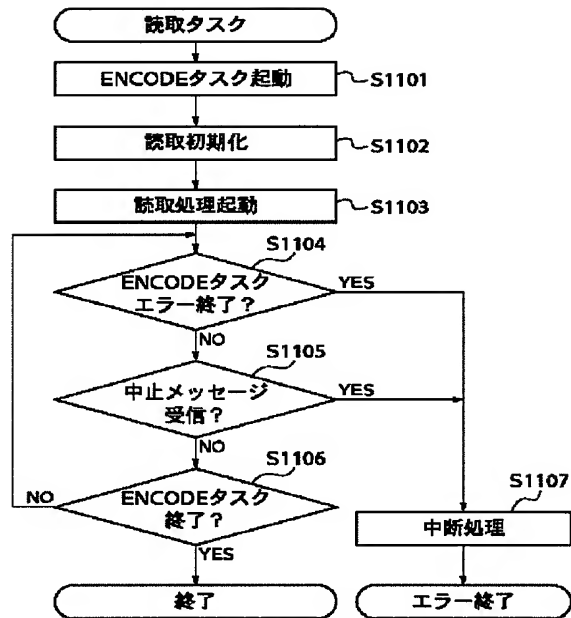 読取タスク
ENCODEタスク起動
S1101
読取初期化
S1102
読取処理起動
S1103
S1104
ENCODEタスク
エラー終了?
YES
NO
S1105
中止メッセージ
受信?
YES
NO
S1106
ENCODEタスク
終了?
NO
YES
S1107
中断処理
終了
エラー終了